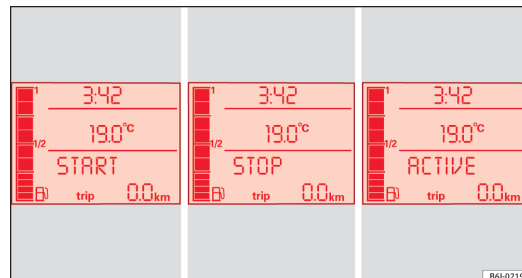 1
3:42
19.0°C
1/2
START
trip 0.0km
1
3:42
19.0°C
1/2
STOP
trip 0.0km
1
3:42
19.0°C
1/2
ACTIVE
trip 0.0km
B6J-0219